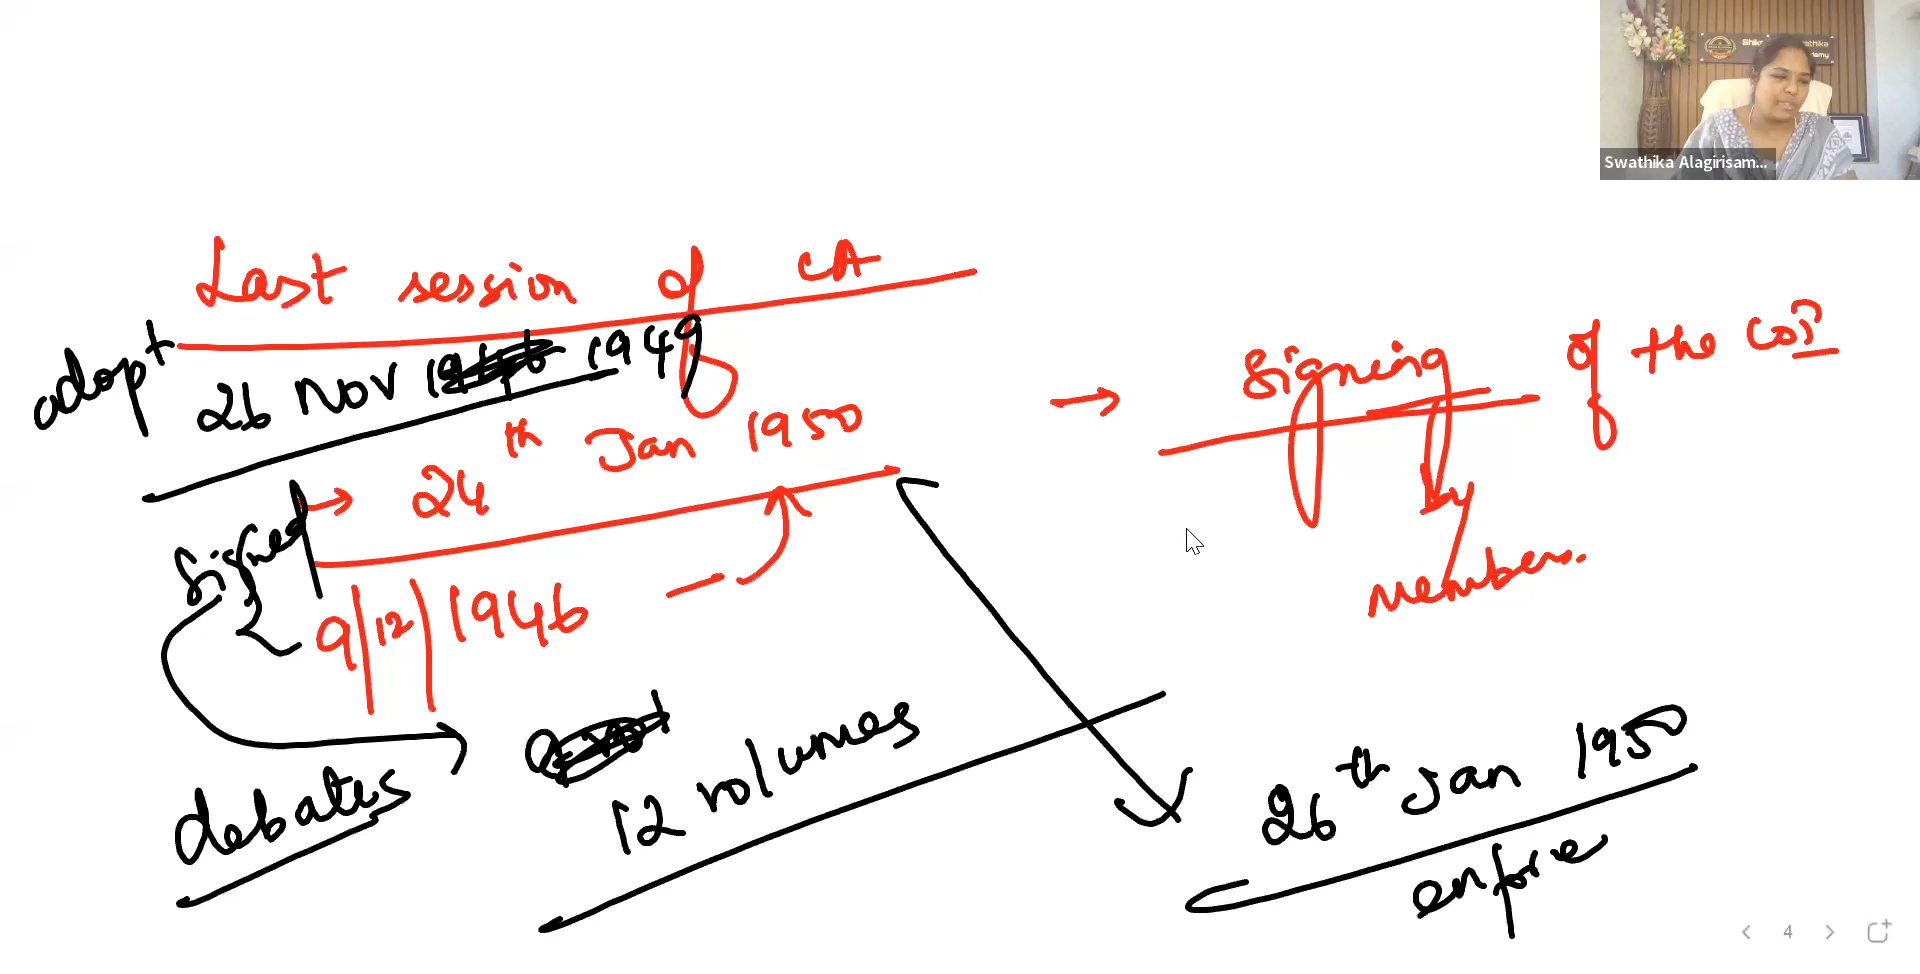 Swathika Alagirisam...
Last session of CA
adopt
26 Nov 1949
24th Jan 1950
→ signing of the CoI
by
members.
signed
9/12/1946
debates
12 volumes
26th Jan 1950
enforce
4